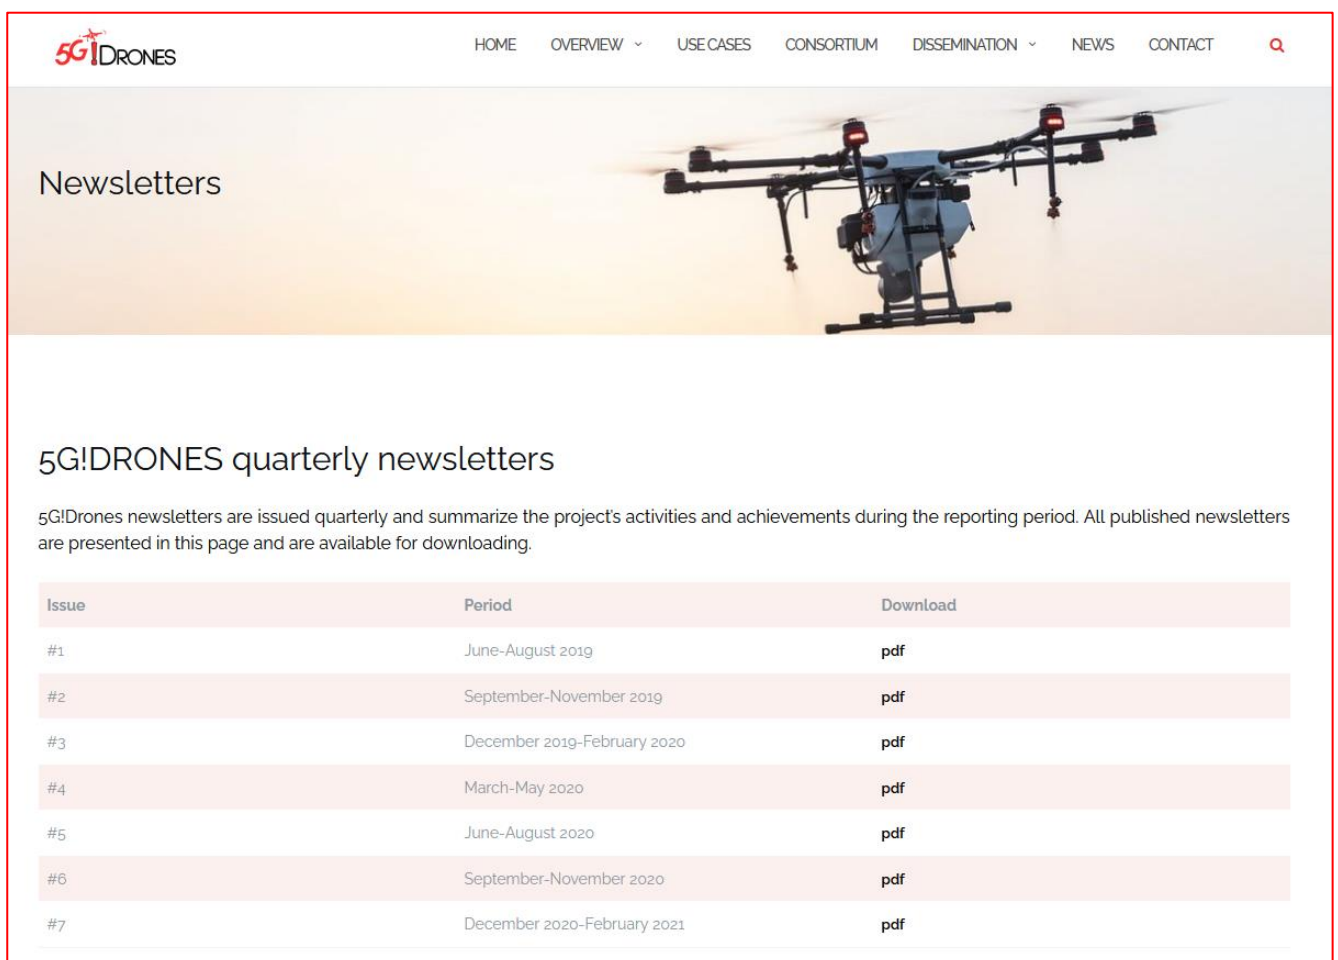 5G!DRONES
HOME OVERVIEW USE CASES CONSORTIUM DISSEMINATION NEWS CONTACT
Newsletters
5G!DRONES quarterly newsletters
5G!Drones newsletters are issued quarterly and summarize the project's activities and achievements during the reporting period. All published newsletters
are presented in this page and are available for downloading.
Issue Period Download
#1 June-August 2019 pdf
#2 September-November 2019 pdf
#3 December 2019-February 2020 pdf
#4 March-May 2020 pdf
#5 June-August 2020 pdf
#6 September-November 2020 pdf
#7 December 2020-February 2021 pdf